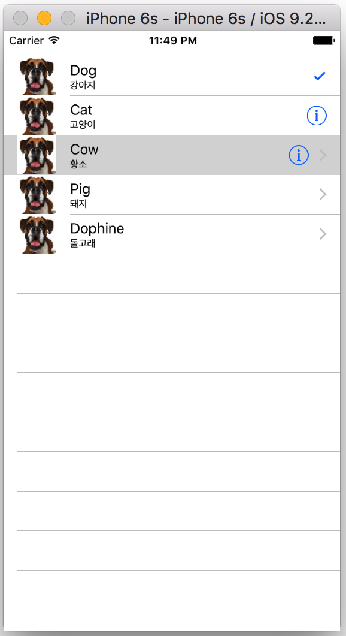 iPhone 6s - iPhone 6s / iOS 9.2...
Carrier 11:49 PM
Dog
강아지
Cat
고양이
Cow
황소
Pig
돼지
Dophine
돌고래